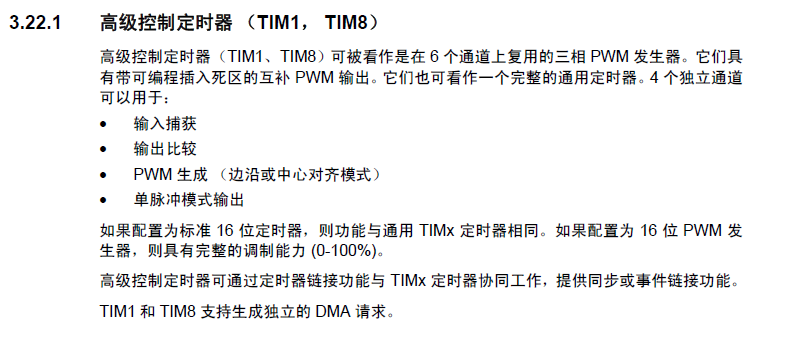 3.22.1 高级控制定时器 (TIM1， TIM8)
高级控制定时器（TIM1、TIM8）可被看作是在 6 个通道上复用的三相 PWM 发生器。它们具
有带可编程插入死区的互补 PWM 输出。它们也可看作一个完整的通用定时器。4 个独立通道
可以用于：
• 输入捕获
• 输出比较
• PWM 生成 （边沿或中心对齐模式）
• 单脉冲模式输出
如果配置为标准 16 位定时器，则功能与通用 TIMx 定时器相同。如果配置为 16 位 PWM 发
生器，则具有完整的调制能力 (0-100%)。
高级控制定时器可通过定时器链接功能与 TIMx 定时器协同工作，提供同步或事件链接功能。
TIM1 和 TIM8 支持生成独立的 DMA 请求。